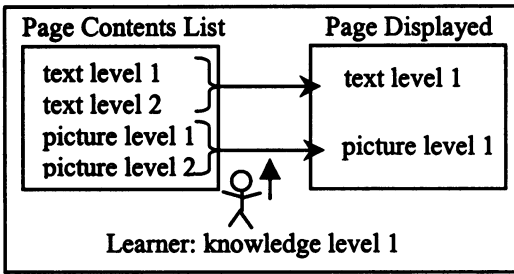 Page Contents List
text level 1
text level 2
picture level 1
picture level 2
Page Displayed
text level 1
picture level 1
Learner: knowledge level 1